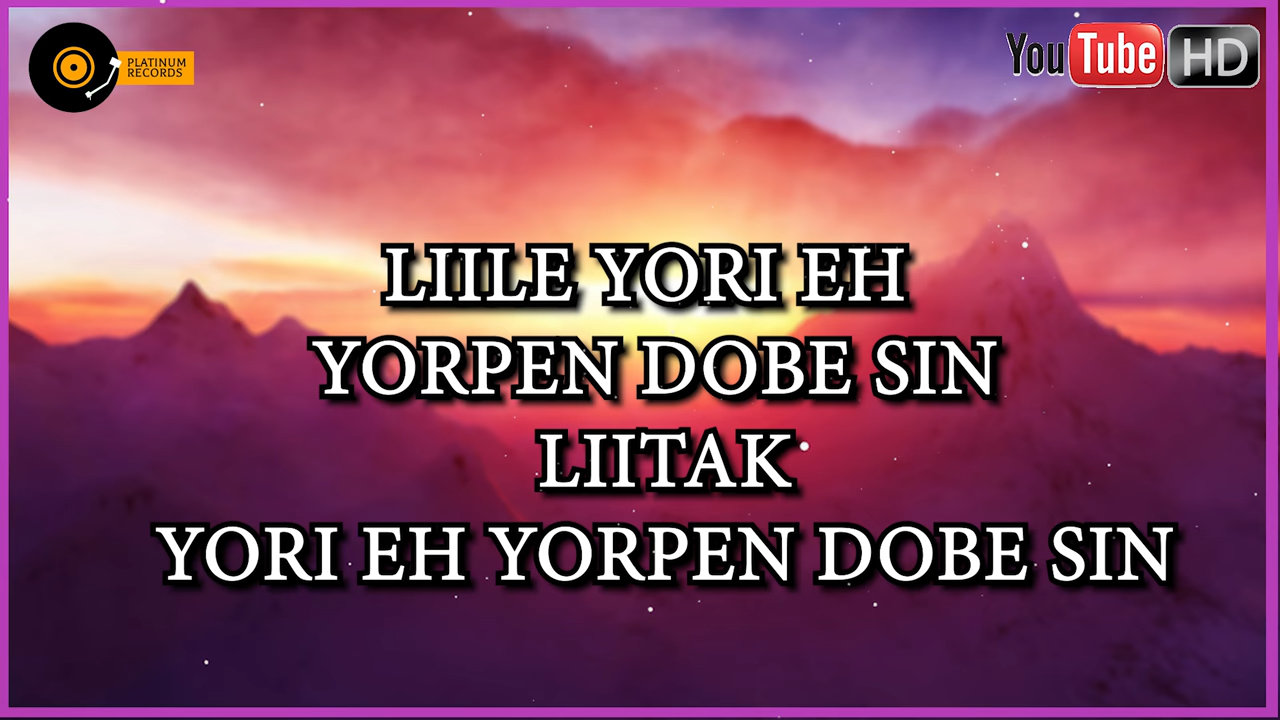 PLATINUM
RECORDS
YouTube HD
LIILE YORI EH
YORPEN DOBE SIN
LIITAK
YORI EH YORPEN DOBE SIN